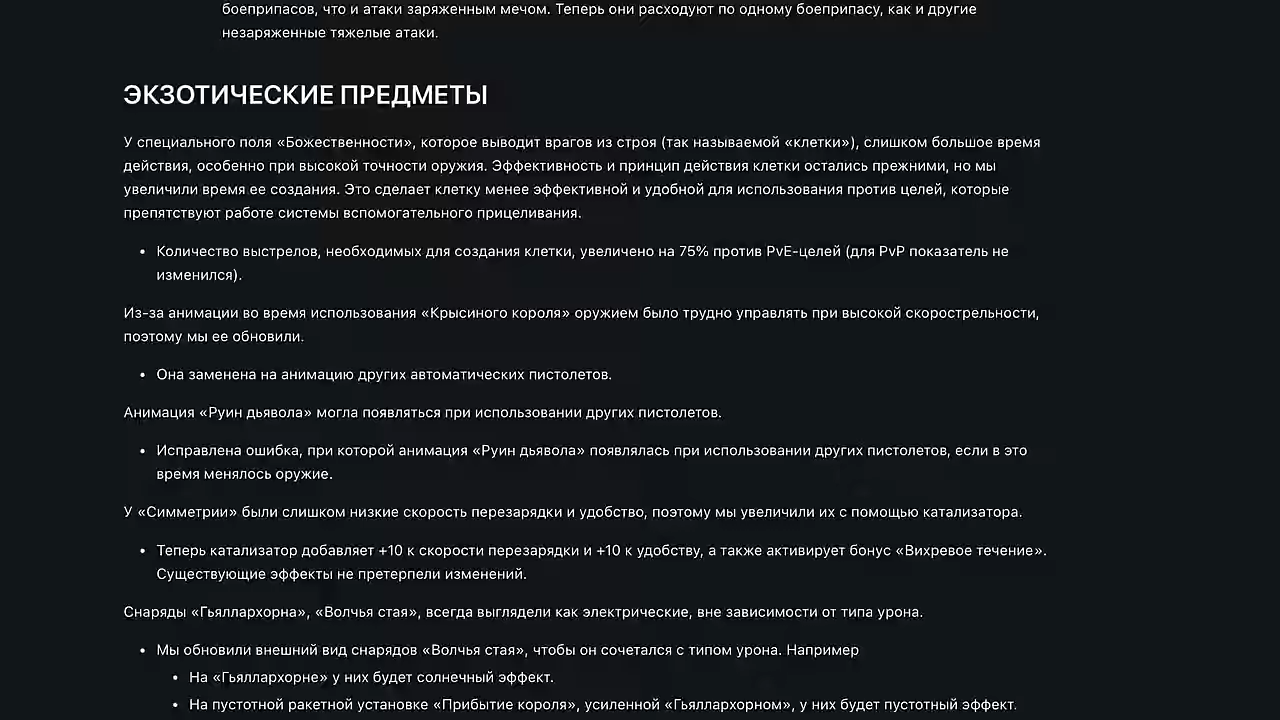 боеприпасов, что и атаки заряженным мечом. Теперь они расходуют по одному боеприпасу, как и другие
незаряженные тяжелые атаки.
ЭКЗОТИЧЕСКИЕ ПРЕДМЕТЫ
У специального поля «Божественности», которое выводит врагов из строя (так называемой «клетки»), слишком большое время
действия, особенно при высокой точности оружия. Эффективность и принцип действия клетки остались прежними, но мы
увеличили время ее создания. Это сделает клетку менее эффективной и удобной для использования против целей, которые
препятствуют работе системы вспомогательного прицеливания.
• Количество выстрелов, необходимых для создания клетки, увеличено на 75% против PvE-целей (для PvP показатель не
изменился).
Из-за анимации во время использования «Крысиного короля» оружием было трудно управлять при высокой скорострельности,
поэтому мы ее обновили.
• Она заменена на анимацию других автоматических пистолетов.
Анимация «Руин дьявола» могла появляться при использовании других пистолетов.
• Исправлена ошибка, при которой анимация «Руин дьявола» появлялась при использовании других пистолетов, если в это
время менялось оружие.
У «Симметрии» были слишком низкие скорость перезарядки и удобство, поэтому мы увеличили их с помощью катализатора.
• Теперь катализатор добавляет +10 к скорости перезарядки и +10 к удобству, а также активирует бонус «Вихревое течение».
Существующие эффекты не претерпели изменений.
Снаряды «Гьяллархорна», «Волчья стая», всегда выглядели как электрические, вне зависимости от типа урона.
• Мы обновили внешний вид снарядов «Волчья стая», чтобы он сочетался с типом урона. Например
• На «Гьяллархорне» у них будет солнечный эффект.
• На пустотной ракетной установке «Прибытие короля», усиленной «Гьяллархорном», у них будет пустотный эффект.